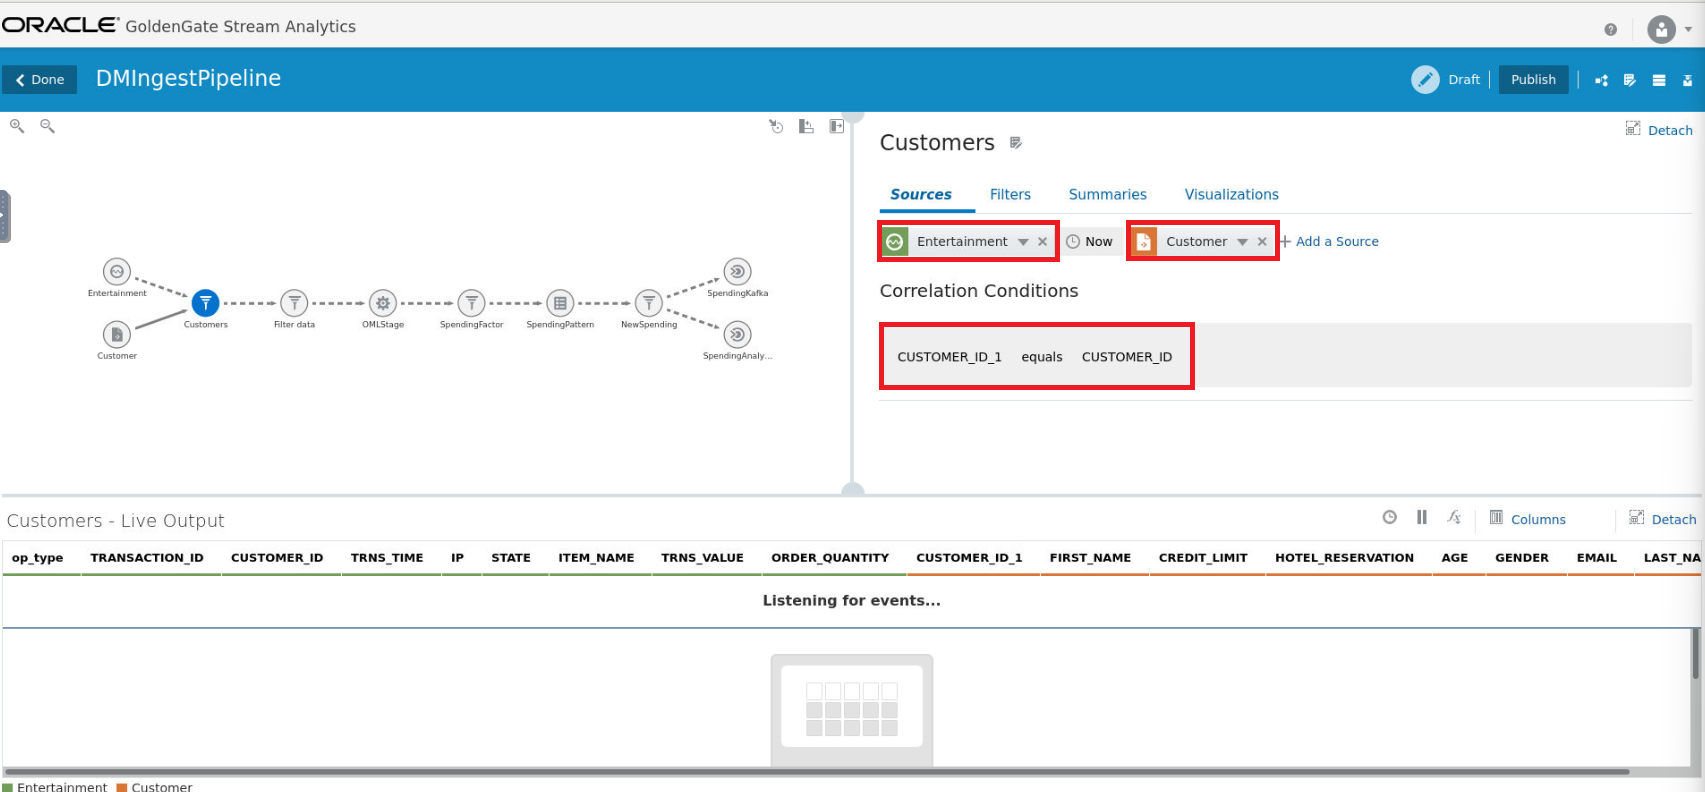 ORACLE® GoldenGate Stream Analytics
Done
DMIngestPipeline
Draft
Publish
Entertainment
Customer
Customers
Filter data
OMLStage
SpendingFactor
SpendingPattern
NewSpending
SpendingKafka
SpendingAnaly...
Customers
Detach
Sources Filters Summaries Visualizations
Entertainment Now Customer Add a Source
Correlation Conditions
CUSTOMER_ID_1 equals CUSTOMER_ID
Customers - Live Output
Columns
Detach
op_type TRANSACTION_ID CUSTOMER_ID TRNS_TIME IP STATE ITEM_NAME TRNS_VALUE ORDER_QUANTITY CUSTOMER_ID_1 FIRST_NAME CREDIT_LIMIT HOTEL_RESERVATION AGE GENDER EMAIL LAST_NA
Listening for events...
Entertainment Customer